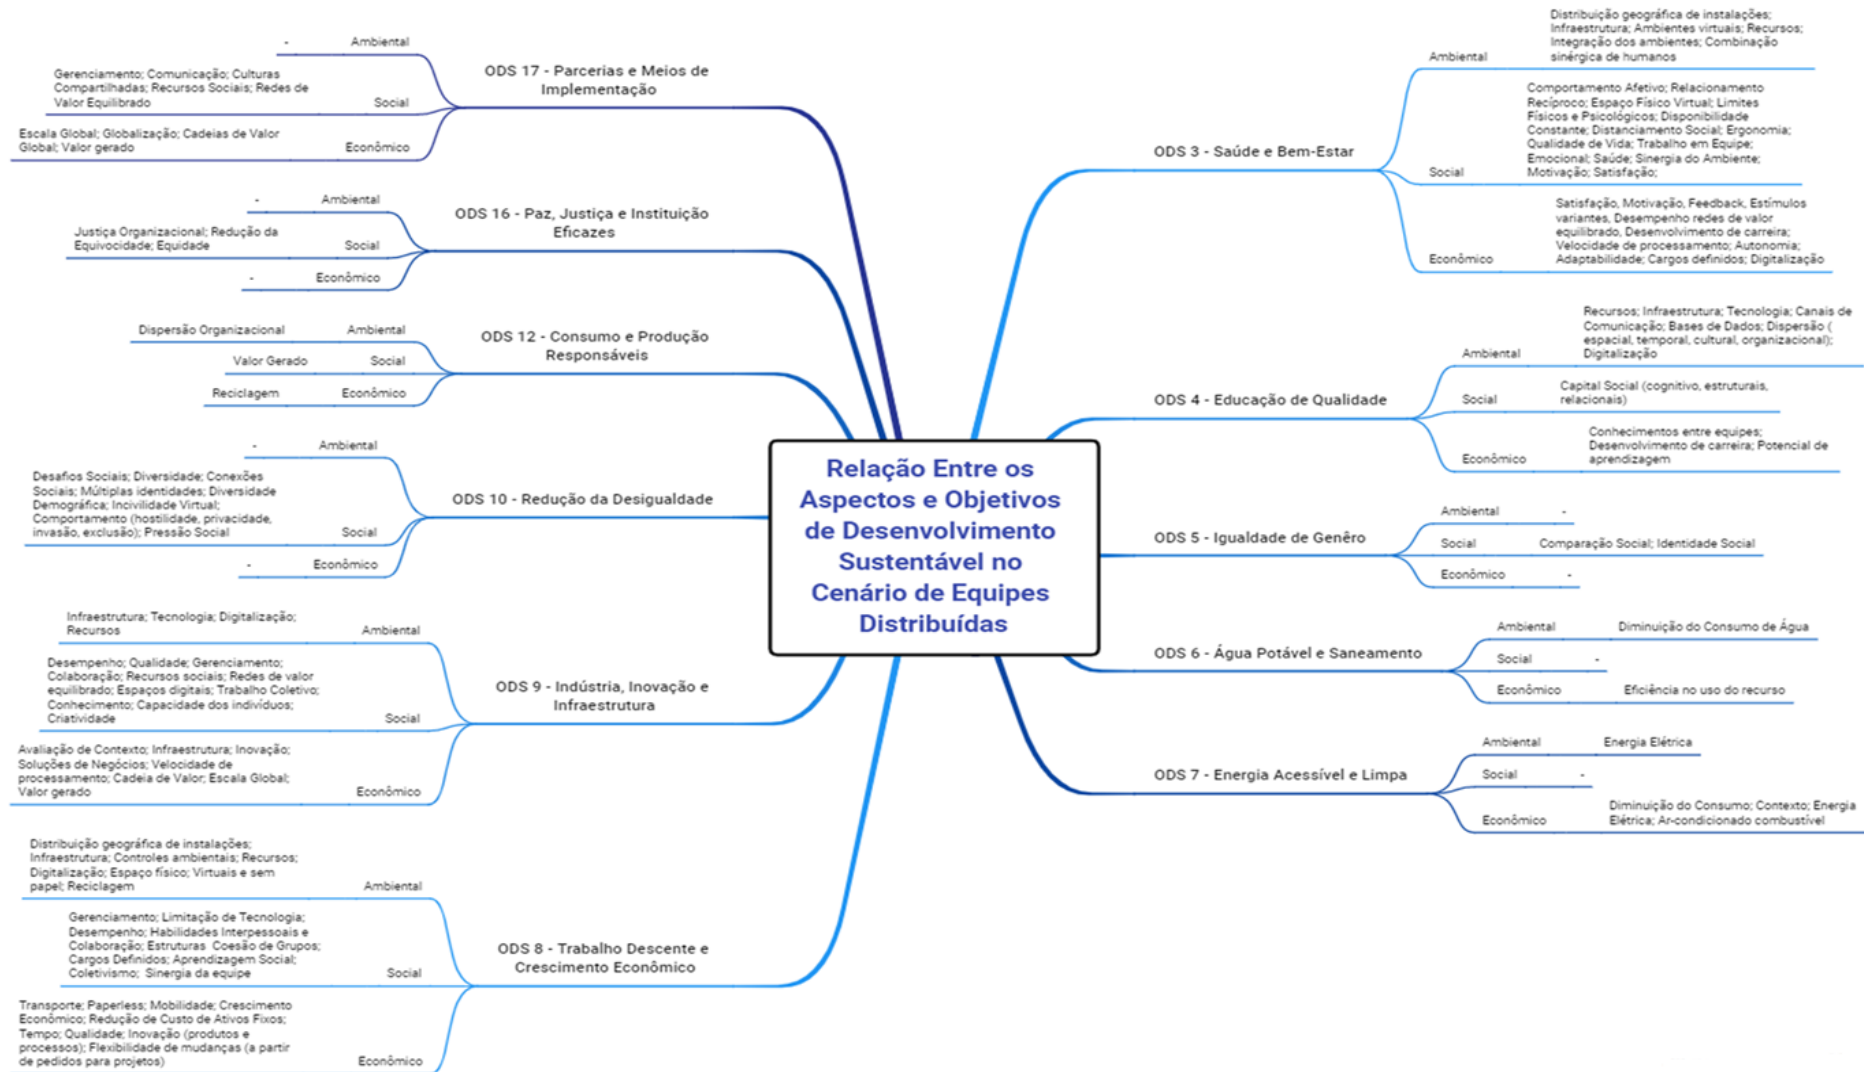 Relação Entre os
Aspectos e Objetivos
de Desenvolvimento
Sustentável no
Cenário de Equipes
Distribuídas
ODS 3 - Saúde e Bem-Estar
Ambiental
Distribuição geográfica de instalações;
Infraestrutura; Ambientes virtuais; Recursos;
Integração dos ambientes; Combinação
sinérgica de humanos
Social
Comportamento Afetivo; Relacionamento
Recíproco; Espaço Físico Virtual; Limites
Físicos e Psicológicos; Disponibilidade
Constante; Distanciamento Social; Ergonomia;
Qualidade de Vida; Trabalho em Equipe;
Emocional; Saúde; Sinergia do Ambiente;
Motivação; Satisfação;
Econômico
Satisfação, Motivação, Feedback, Estímulos
variantes, Desempenho redes de valor
equilibrado, Desenvolvimento de carreira;
Velocidade de processamento; Autonomia;
Adaptabilidade; Cargos definidos; Digitalização
ODS 4 - Educação de Qualidade
Ambiental
Recursos; Infraestrutura; Tecnologia; Canais de
Comunicação; Bases de Dados; Dispersão (
espacial, temporal, cultural, organizacional);
Digitalização
Social
Capital Social (cognitivo, estruturais,
relacionais)
Econômico
Conhecimentos entre equipes;
Desenvolvimento de carreira; Potencial de
aprendizagem
ODS 5 - Igualdade de Genêro
Ambiental -
Social Comparação Social; Identidade Social
Econômico -
ODS 6 - Água Potável e Saneamento
Ambiental Diminuição do Consumo de Água
Social -
Econômico Eficiência no uso do recurso
ODS 7 - Energia Acessível e Limpa
Ambiental Energia Elétrica
Social -
Econômico
Diminuição do Consumo; Contexto; Energia
Elétrica; Ar-condicionado combustível
ODS 17 - Parcerias e Meios de
Implementação
- Ambiental
Gerenciamento; Comunicação; Culturas
Compartilhadas; Recursos Sociais; Redes de
Valor Equilibrado
Social
Escala Global; Globalização; Cadeias de Valor
Global; Valor gerado
Econômico
ODS 16 - Paz, Justiça e Instituição
Eficazes
- Ambiental
Justiça Organizacional; Redução da
Equivocidade; Equidade
Social
- Econômico
ODS 12 - Consumo e Produção
Responsáveis
Dispersão Organizacional Ambiental
Valor Gerado Social
Reciclagem Econômico
ODS 10 - Redução da Desigualdade
- Ambiental
Desafios Sociais; Diversidade; Conexões
Sociais; Múltiplas identidades; Diversidade
Demográfica; Incivilidade Virtual;
Comportamento (hostilidade, privacidade,
invasão, exclusão); Pressão Social
Social
- Econômico
ODS 9 - Indústria, Inovação e
Infraestrutura
Infraestrutura; Tecnologia; Digitalização;
Recursos
Ambiental
Desempenho; Qualidade; Gerenciamento;
Colaboração; Recursos sociais; Redes de valor
equilibrado; Espaços digitais; Trabalho Coletivo;
Conhecimento; Capacidade dos indivíduos;
Criatividade
Social
Avaliação de Contexto; Infraestrutura; Inovação;
Soluções de Negócios; Velocidade de
processamento; Cadeia de Valor; Escala Global;
Valor gerado
Econômico
ODS 8 - Trabalho Descente e
Crescimento Econômico
Distribuição geográfica de instalações;
Infraestrutura; Controles ambientais; Recursos;
Digitalização; Espaço físico; Virtuais e sem
papel; Reciclagem
Ambiental
Gerenciamento; Limitação de Tecnologia;
Desempenho; Habilidades Interpessoais e
Colaboração; Estruturas Coesão de Grupos;
Cargos Definidos; Aprendizagem Social;
Coletivismo; Sinergia da equipe
Social
Transporte; Paperless; Mobilidade; Crescimento
Econômico; Redução de Custo de Ativos Fixos;
Tempo; Qualidade; Inovação (produtos e
processos); Flexibilidade de mudanças (a partir
de pedidos para projetos)
Econômico